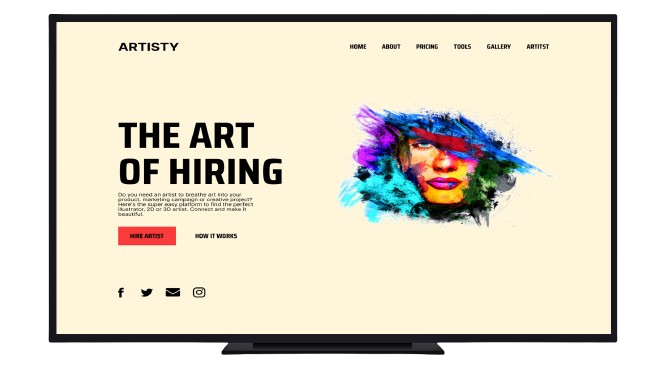 ARTISTY
HOME ABOUT PRICING TOOLS GALLERY ARTITST
THE ART
OF HIRING
Do you need an artist to breathe art into your
product, marketing campaign or creative project?
Here's the super easy platform to find the perfect
illustrator, 2D or 3D artist. Connect and make it
beautiful.
HIRE ARTIST HOW IT WORKS